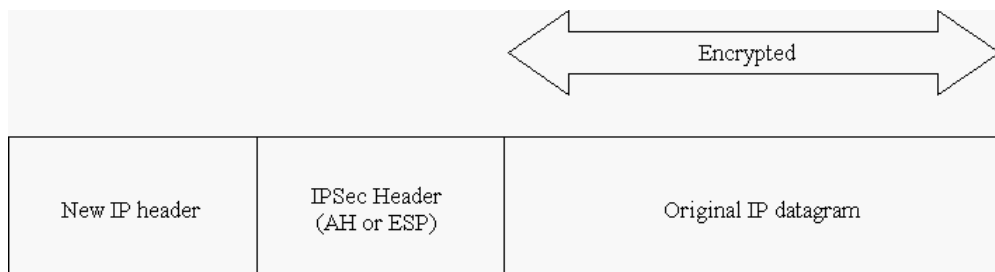 Encrypted
New IP header
IPSec Header
(AH or ESP)
Original IP datagram